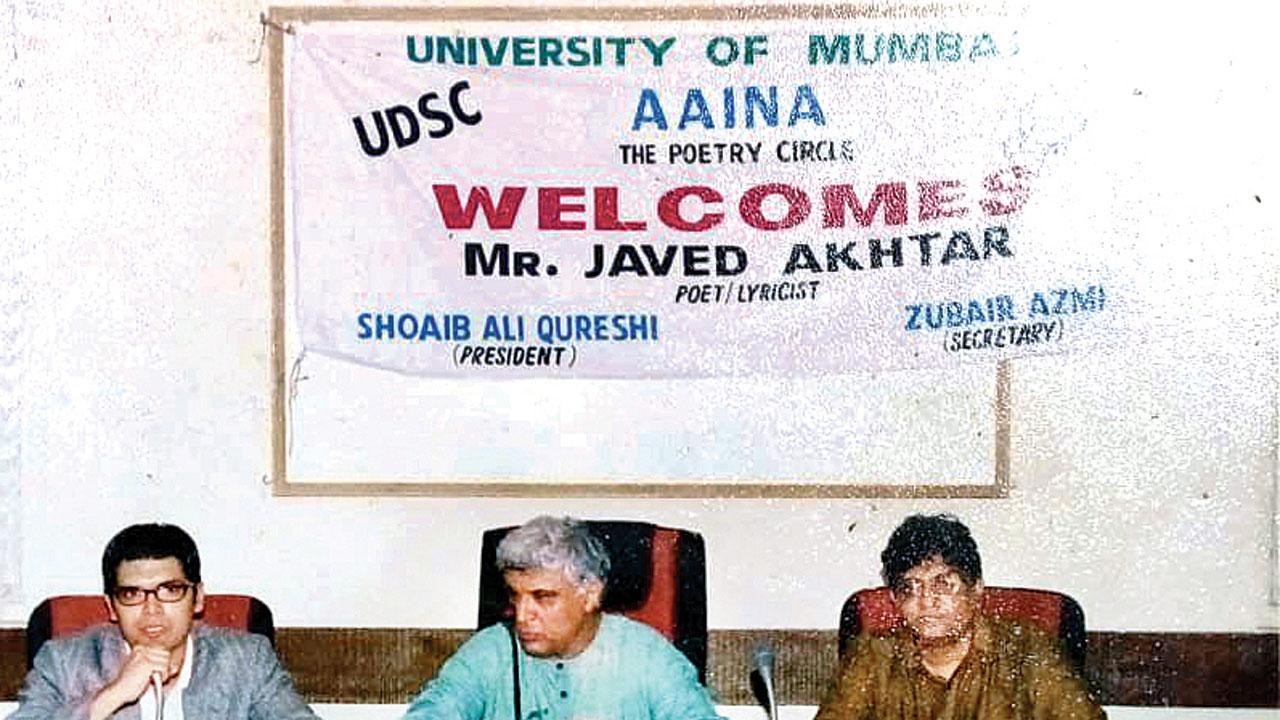 UNIVERSITY OF MUMBAI
UDSC
AAINA
THE POETRY CIRCLE
WELCOMES
MR. JAVED AKHTAR
POET/LYRICIST
SHOAIB ALI QURESHI
(PRESIDENT)
ZUBAIR AZMI
(SECRETARY)